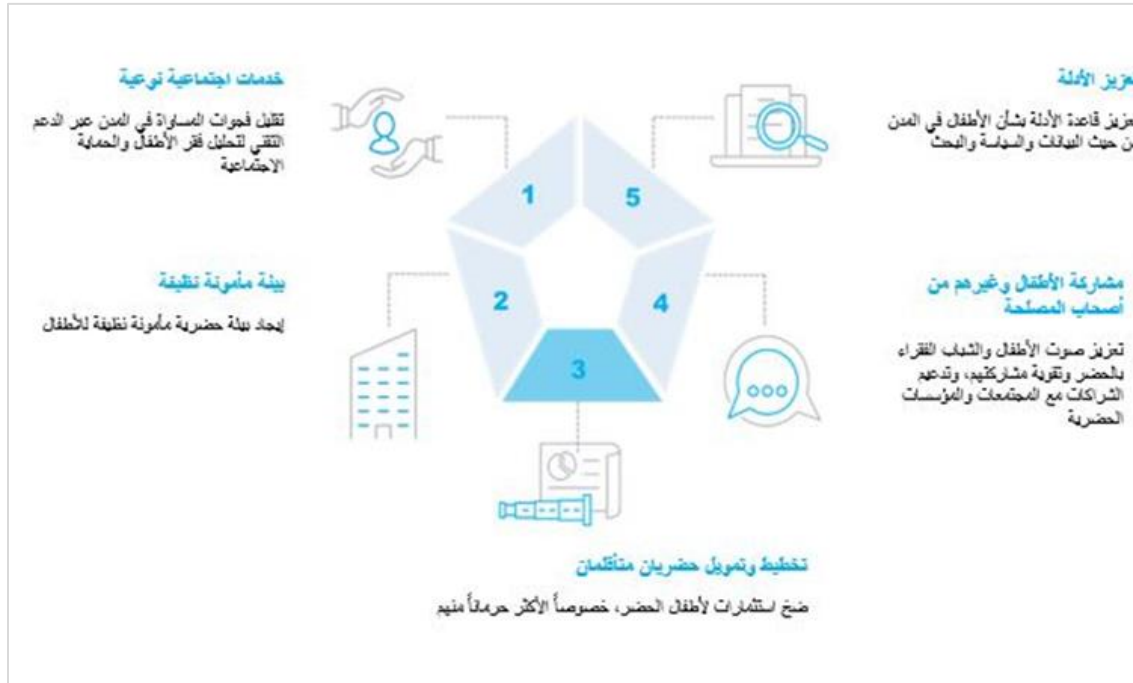 خدمات اجتماعية نوعية
تقليل فجوات المساواة في المدن عبر الدعم
التقني لتحليل فقر الأطفال والحماية
الاجتماعية
1
بيئة مأمونة نظيفة
إيجاد بيئة حضرية مأمونة نظيفة للأطفال
2
3
تخطيط وتمويل حضريان متأقلمان
ضخ استثمارات لأطفال الحضر، خصوصاً الأكثر حرماناً منهم
4
مشاركة الأطفال وغيرهم من
أصحاب المصلحة
تعزيز صوت الأطفال والشباب الفقراء
بالحضر وتقوية مشاركتهم، وتدعيم
الشراكات مع المجتمعات والمؤسسات
الحضرية
5
عزيز الأدلة
عزيز قاعدة الأدلة بشأن الأطفال في المدن
ن حيث البيانات والسياسة والبحث